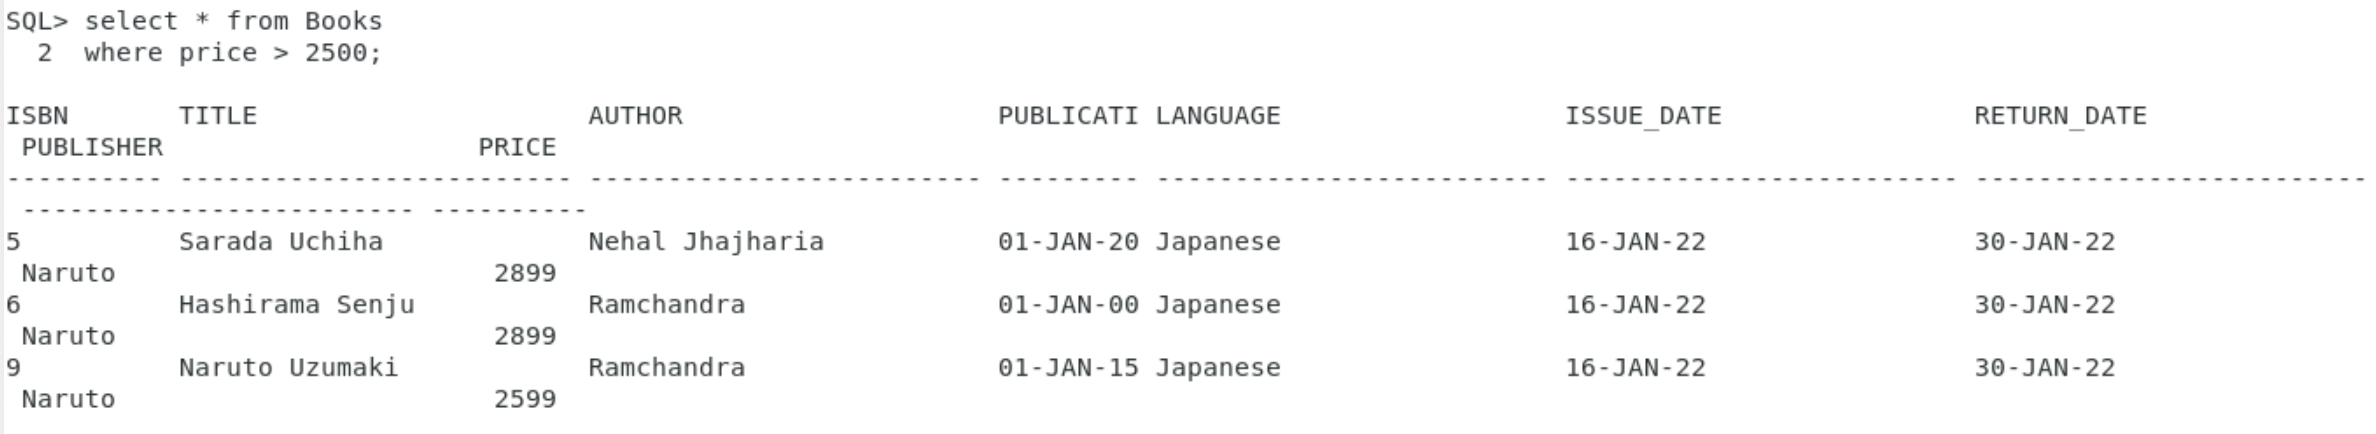 SQL> select * from Books
  2  where price > 2500;

ISBN       TITLE                     AUTHOR                    PUBLICATI LANGUAGE                  ISSUE_DATE                RETURN_DATE
 PUBLISHER                    PRICE
---------- ------------------------- ------------------------- --------- ------------------------- ------------------------- -------------------------
 ------------------------- ----------
5          Sarada Uchiha             Nehal Jhajharia           01-JAN-20 Japanese                  16-JAN-22                 30-JAN-22
 Naruto                        2899
6          Hashirama Senju           Ramchandra                01-JAN-00 Japanese                  16-JAN-22                 30-JAN-22
 Naruto                        2899
9          Naruto Uzumaki            Ramchandra                01-JAN-15 Japanese                  16-JAN-22                 30-JAN-22
 Naruto                        2599